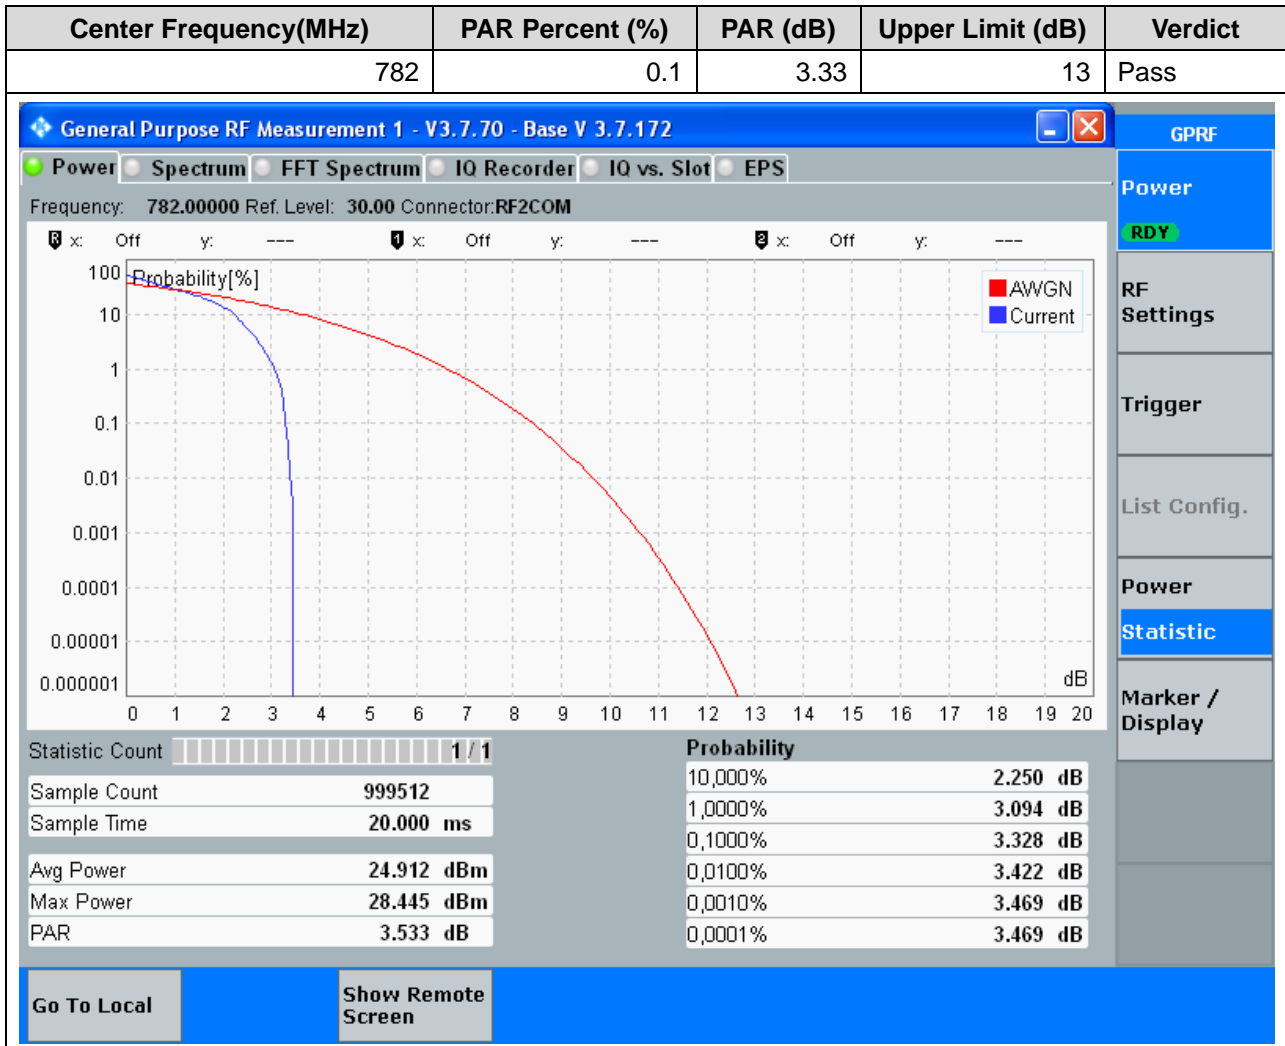 Center Frequency(MHz) PAR Percent (%) PAR (dB) Upper Limit (dB) Verdict
782 0.1 3.33 13 Pass
General Purpose RF Measurement 1 - V3.7.70 - Base V 3.7.172
GPRF
Power Spectrum FFT Spectrum IQ Recorder IQ vs. Slot EPS
Frequency: 782.00000 Ref. Level: 30.00 Connector:RF2COM
R x: Off y: --- 1 x: Off y: --- 2 x: Off y: ---
Probability[%]
100
10
1
0.1
0.01
0.001
0.0001
0.00001
0.000001
AWGN
Current
dB
0 1 2 3 4 5 6 7 8 9 10 11 12 13 14 15 16 17 18 19 20
Statistic Count 1 / 1
Sample Count 999512
Sample Time 20.000 ms
Avg Power 24.912 dBm
Max Power 28.445 dBm
PAR 3.533 dB
Probability
10,000% 2.250 dB
1,0000% 3.094 dB
0,1000% 3.328 dB
0,0100% 3.422 dB
0,0010% 3.469 dB
0,0001% 3.469 dB
Power
RDY
RF
Settings
Trigger
List Config.
Power
Statistic
Marker /
Display
Go To Local
Show Remote
Screen